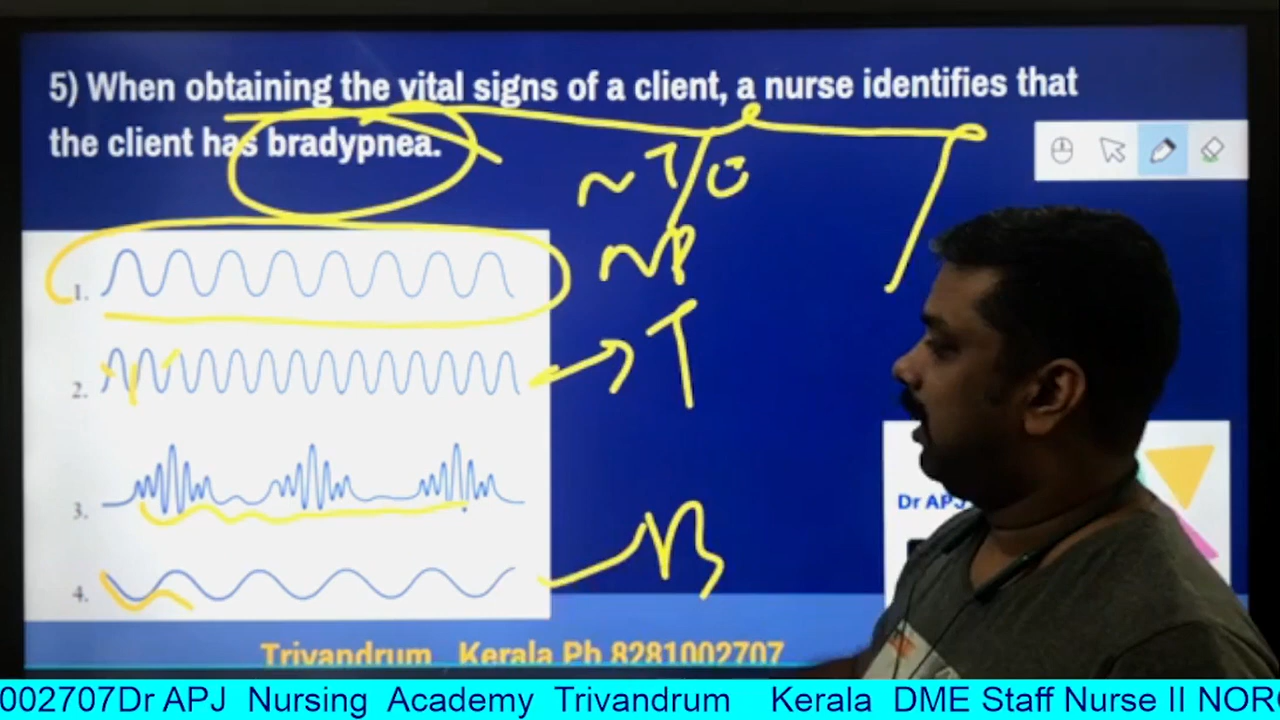 5) When obtaining the vital signs of a client, a nurse identifies that
the client has bradypnea.
1.
2.
3.
4.
T
B
Dr APJ
Trivandrum Kerala Ph 8281002707
002707Dr APJ Nursing Academy Trivandrum Kerala DME Staff Nurse II NOR